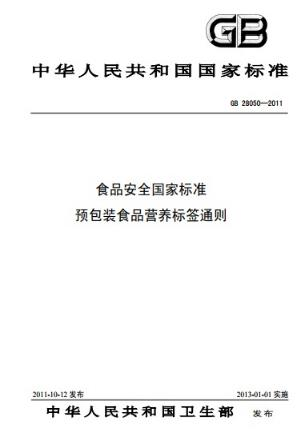 GB
中华人民共和国国家标准
GB 28050—2011
食品安全国家标准
预包装食品营养标签通则
2011-10-12 发布
2013-01-01 实施
中华人民共和国卫生部 发布